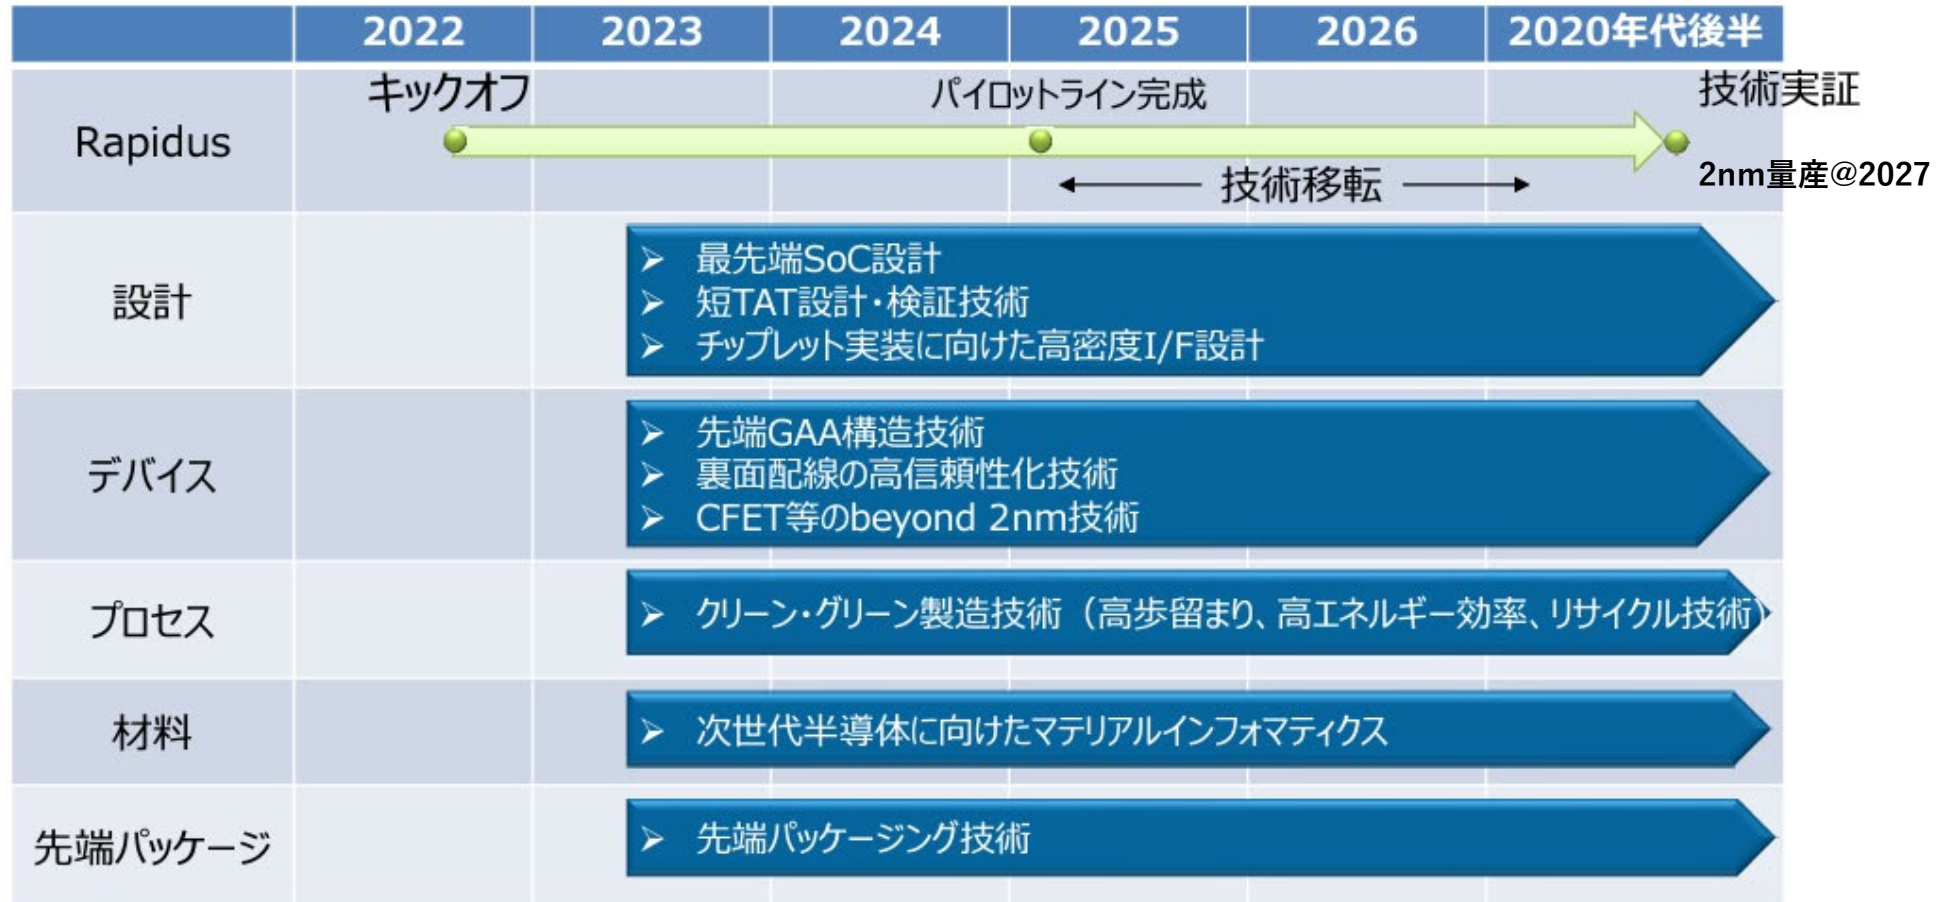 2022 2023 2024 2025 2026 2020年代後半
Rapidus
キックオフ
パイロットライン完成
技術実証
技術移転
2nm量産@2027
設計
➢ 最先端SoC設計
➢ 短TAT設計・検証技術
➢ チップレット実装に向けた高密度I/F設計
デバイス
➢ 先端GAA構造技術
➢ 裏面配線の高信頼性化技術
➢ CFET等のbeyond 2nm技術
プロセス
➢ クリーン・グリーン製造技術（高歩留まり、高エネルギー効率、リサイクル技術）
材料
➢ 次世代半導体に向けたマテリアルインフォマティクス
先端パッケージ
➢ 先端パッケージング技術